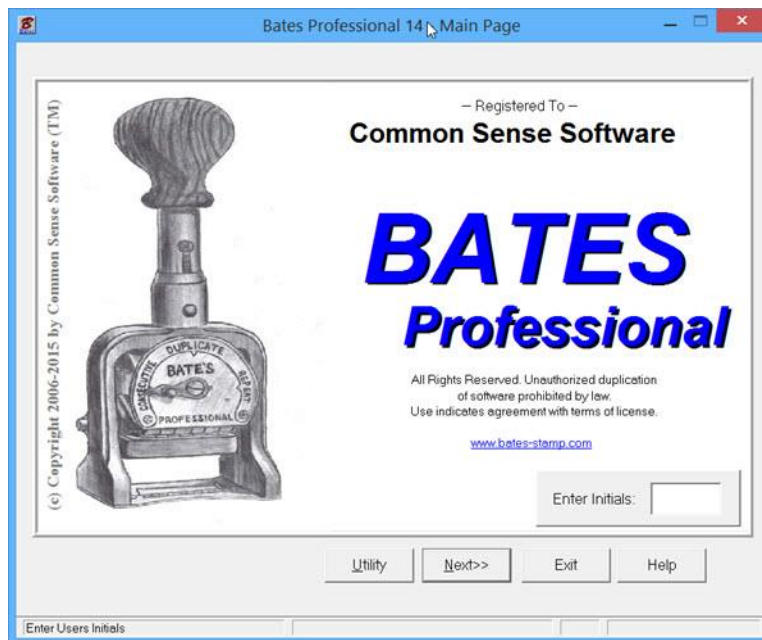 Bates Professional 14 - Main Page
(c) Copyright 2006-2015 by Common Sense Software (TM)
– Registered To –
Common Sense Software
BATES
Professional
CONSECUTIVE
DUPLICATE
REPEAT
BATE'S
PROFESSIONAL
All Rights Reserved. Unauthorized duplication
of software prohibited by law.
Use indicates agreement with terms of license.
www.bates-stamp.com
Enter Initials:
Utility
Next>>
Exit
Help
Enter Users Initials